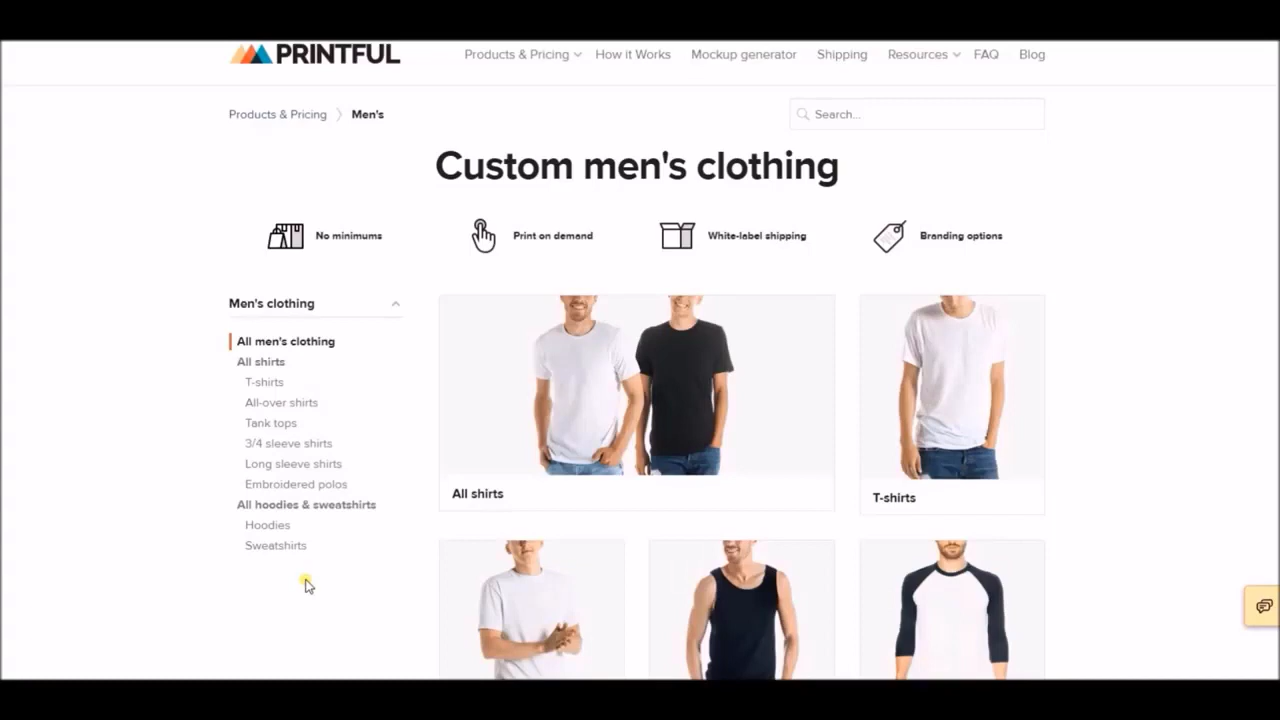 PRINTFUL
Products & Pricing
How it Works
Mockup generator
Shipping
Resources
FAQ
Blog
Products & Pricing
Men's
Search...
Custom men's clothing
No minimums
Print on demand
White-label shipping
Branding options
Men's clothing
All men's clothing
All shirts
T-shirts
All-over shirts
Tank tops
3/4 sleeve shirts
Long sleeve shirts
Embroidered polos
All hoodies & sweatshirts
Hoodies
Sweatshirts
All shirts
T-shirts